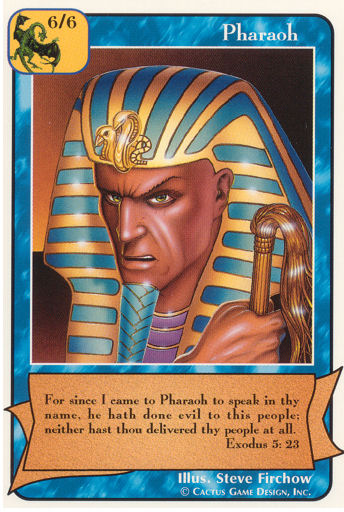 6/6
Pharaoh
For since I came to Pharaoh to speak in thy
name, he hath done evil to this people;
neither hast thou delivered thy people at all.
Exodus 5: 23
Illus. Steve Firchow
© Cactus Game Design, Inc.